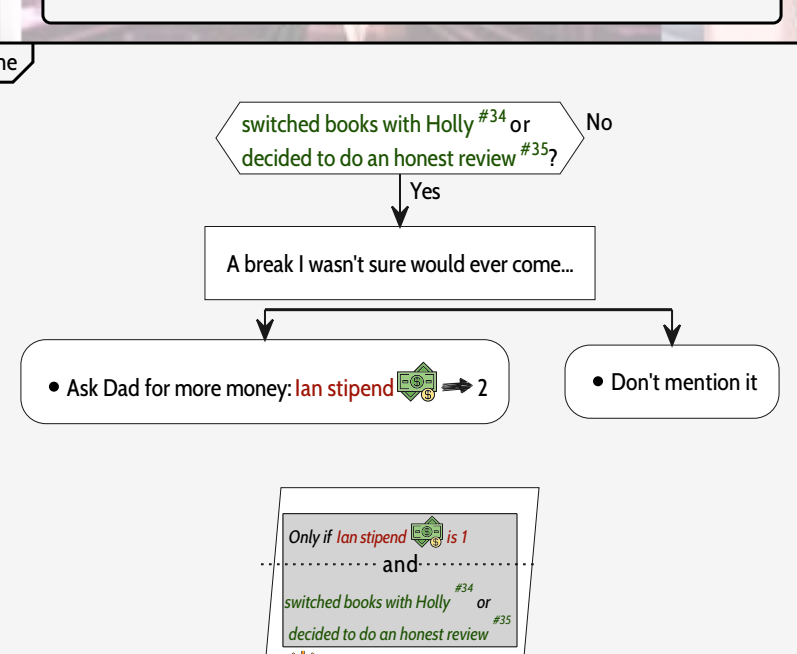 ne
switched books with Holly #34 or
decided to do an honest review #35?
No
Yes
A break I wasn't sure would ever come...
• Ask Dad for more money: Ian stipend 2
• Don't mention it
Only if Ian stipend is 1
and
switched books with Holly #34 or
decided to do an honest review #35